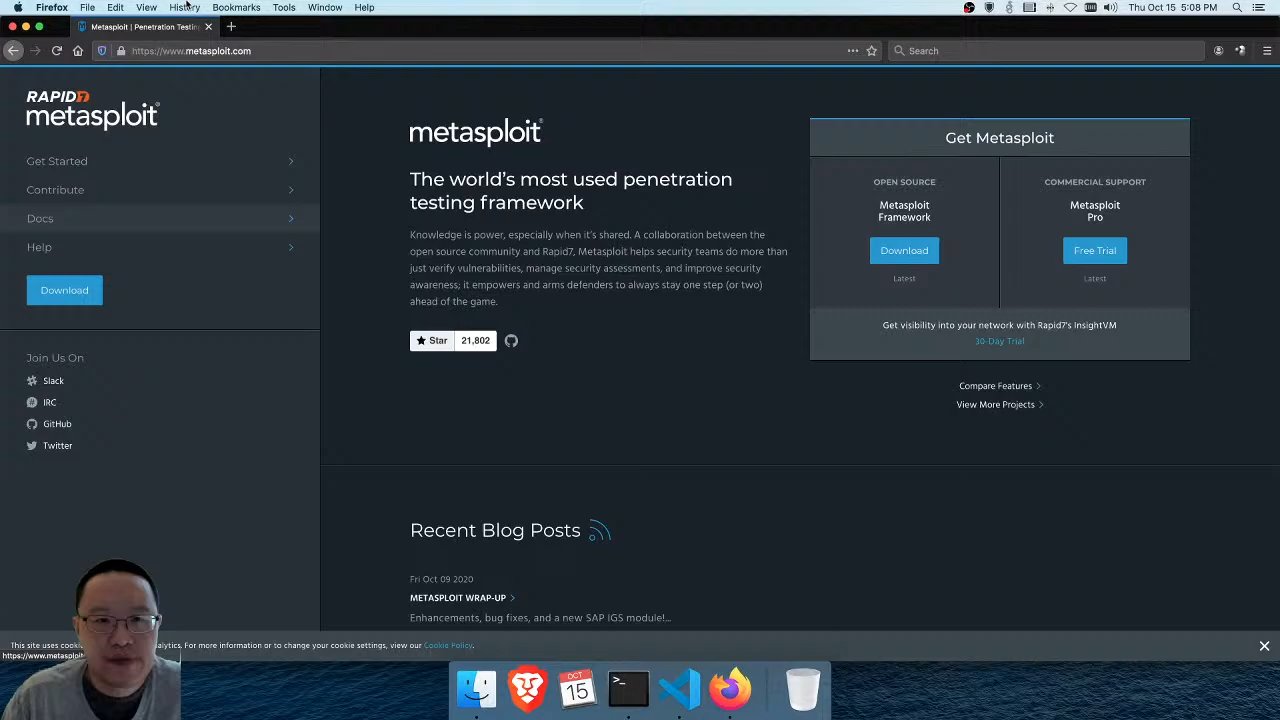 Firefox File Edit View History Bookmarks Tools Window Help
Thu Oct 15 5:08 PM
Metasploit | Penetration Testin
https://www.metasploit.com
Search
RAPID7
metasploit
Get Started
Contribute
Docs
Help
Download
Join Us On
Slack
IRC
GitHub
Twitter
metasploit
The world's most used penetration
testing framework
Knowledge is power, especially when it's shared. A collaboration between the
open source community and Rapid7, Metasploit helps security teams do more than
just verify vulnerabilities, manage security assessments, and improve security
awareness; it empowers and arms defenders to always stay one step (or two)
ahead of the game.
Star 21,802
Get Metasploit
OPEN SOURCE
Metasploit
Framework
Download
Latest
COMMERCIAL SUPPORT
Metasploit
Pro
Free Trial
Latest
Get visibility into your network with Rapid7's InsightVM
30-Day Trial
Compare Features
View More Projects
Recent Blog Posts
Fri Oct 09 2020
METASPLOIT WRAP-UP
Enhancements, bug fixes, and a new SAP IGS module!...
This site uses cook alytics. For more information or to change your cookie settings, view our Cookie Policy.
https://www.metasploit
OCT
15